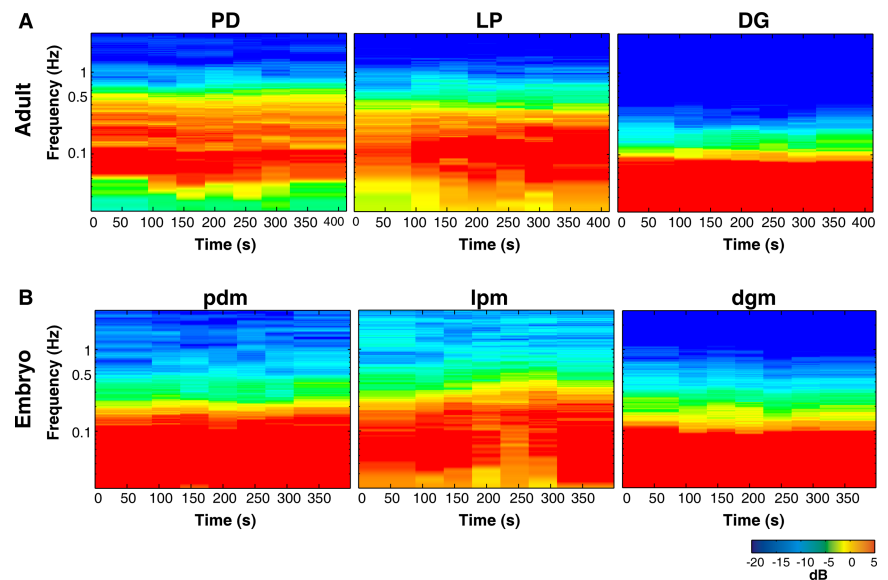 A
PD
LP
DG
Adult
Frequency (Hz)
1
0.5
0.1
0 50 100 150 200 250 300 350 400
0 50 100 150 200 250 300 350 400
0 50 100 150 200 250 300 350 400
Time (s)
Time (s)
Time (s)
B
pdm
lpm
dgm
Embryo
Frequency (Hz)
1
0.5
0.1
0 50 100 150 200 250 300 350
0 50 100 150 200 250 300 350
0 50 100 150 200 250 300 350
Time (s)
Time (s)
Time (s)
-20 -15 -10 -5 0 5
dB